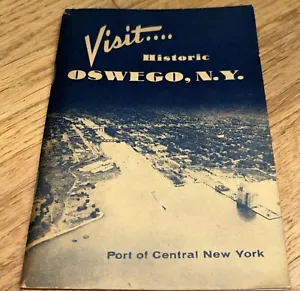 Visit....
Historic
OSWEGO, N.Y.
Port of Central New York